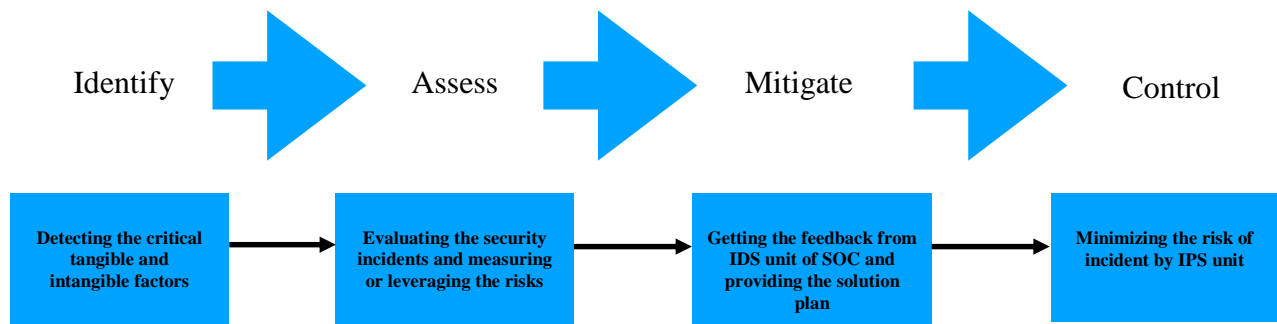 Identify
Assess
Mitigate
Control
Detecting the critical
tangible and
intangible factors
Evaluating the security
incidents and measuring
or leveraging the risks
Getting the feedback from
IDS unit of SOC and
providing the solution
plan
Minimizing the risk of
incident by IPS unit